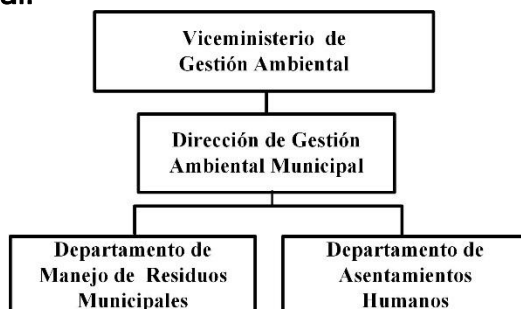 Viceministerio de
Gestión Ambiental
Dirección de Gestión
Ambiental Municipal
Departamento de
Manejo de Residuos
Municipales
Departamento de
Asentamientos
Humanos